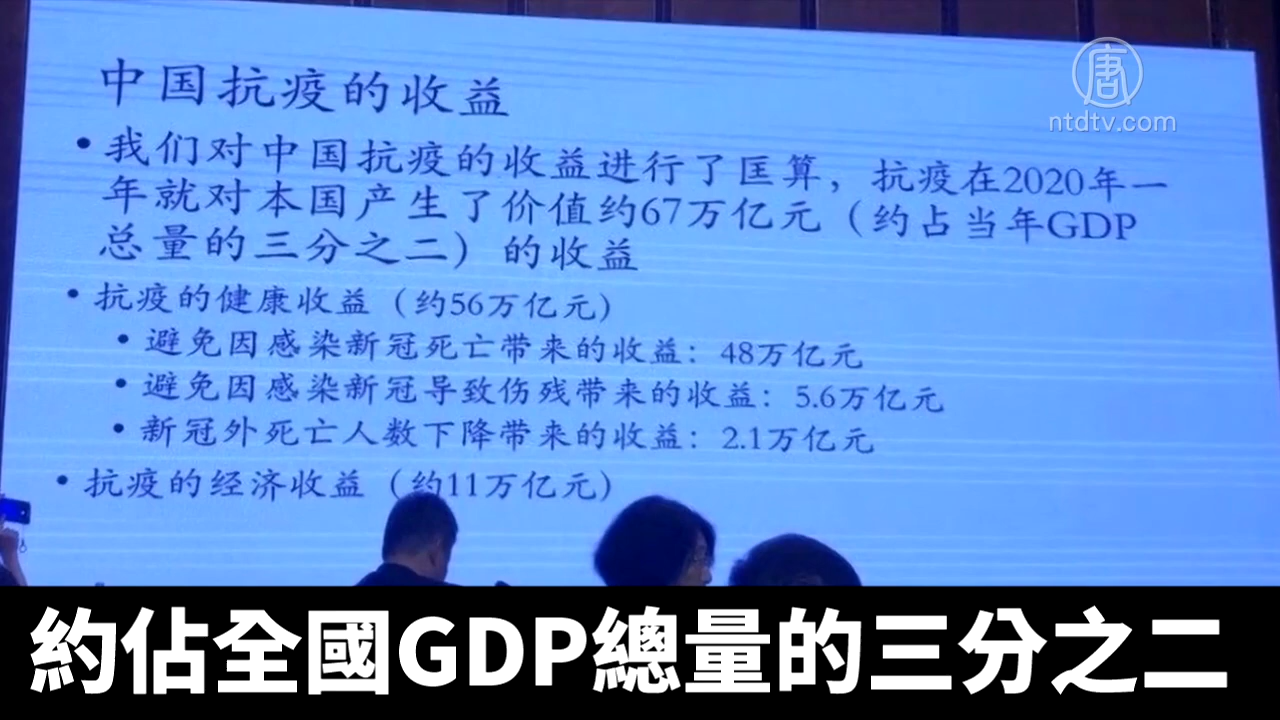 唐
ntdtv.com
中国抗疫的收益
•我们对中国抗疫的收益进行了匡算，抗疫在2020年一
年就对本国产生了价值约67万亿元（约占当年GDP
总量的三分之二）的收益
•抗疫的健康收益（约56万亿元）
•避免因感染新冠死亡带来的收益：48万亿元
•避免因感染新冠导致伤残带来的收益：5.6万亿元
•新冠外死亡人数下降带来的收益：2.1万亿元
•抗疫的经济收益（约11万亿元）
約佔全國GDP總量的三分之二